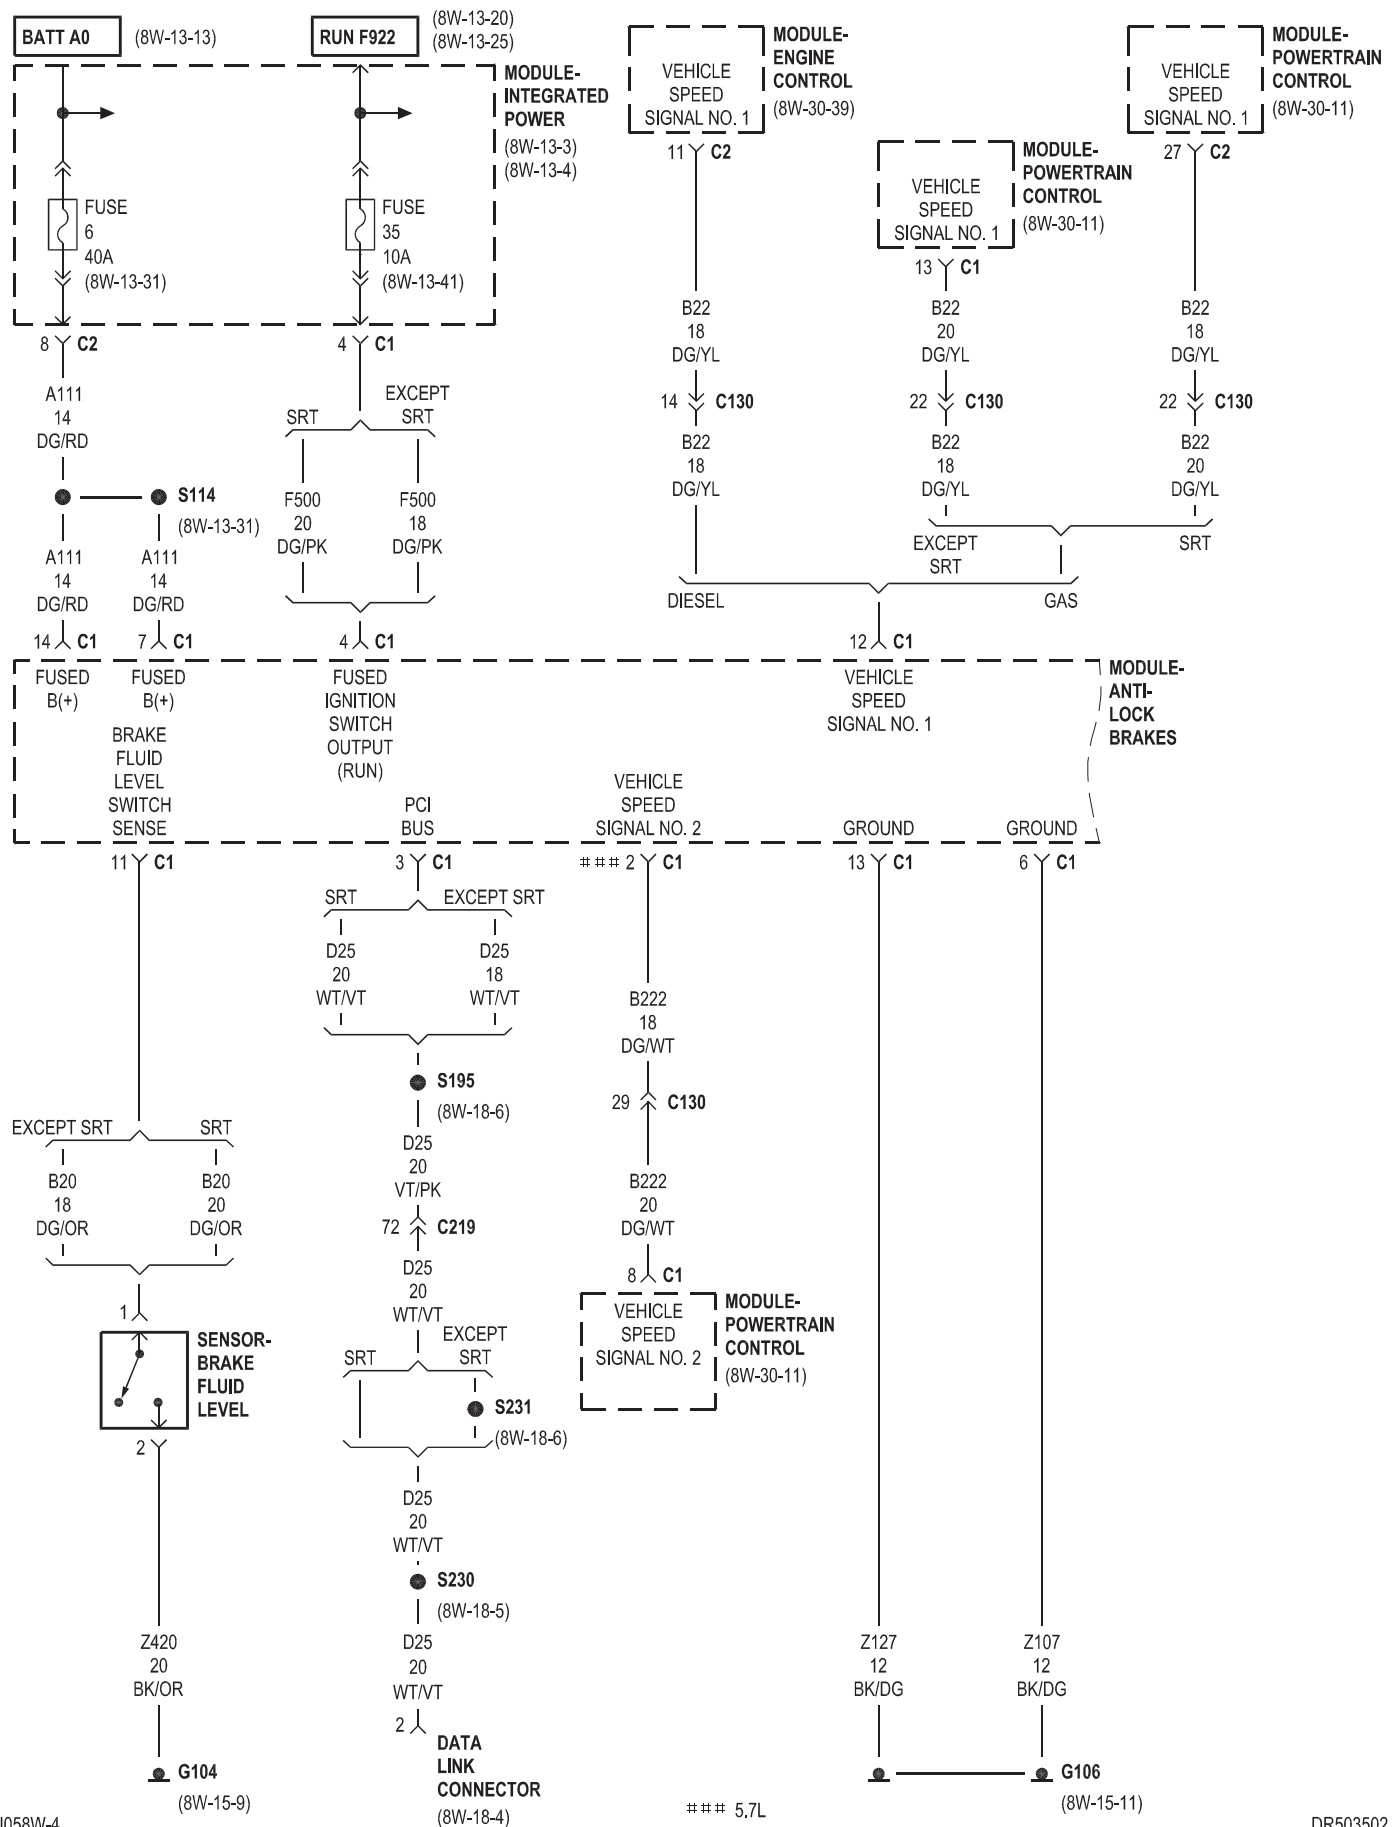 BATT A0
(8W-13-13)
RUN F922
(8W-13-20)
(8W-13-25)
MODULE-
INTEGRATED
POWER
(8W-13-3)
(8W-13-4)
FUSE
6
40A
(8W-13-31)
FUSE
35
10A
(8W-13-41)
VEHICLE
SPEED
SIGNAL NO. 1
MODULE-
ENGINE
CONTROL
(8W-30-39)
11 C2
VEHICLE
SPEED
SIGNAL NO. 1
MODULE-
POWERTRAIN
CONTROL
(8W-30-11)
13 C1
VEHICLE
SPEED
SIGNAL NO. 1
MODULE-
POWERTRAIN
CONTROL
(8W-30-11)
27 C2
8 C2
4 C1
A111
14
DG/RD
S114
(8W-13-31)
A111
14
DG/RD
A111
14
DG/RD
14 C1
7 C1
SRT
EXCEPT
SRT
F500
20
DG/PK
F500
18
DG/PK
4 C1
B22
18
DG/YL
14 C130
B22
18
DG/YL
B22
20
DG/YL
22 C130
B22
18
DG/YL
B22
18
DG/YL
22 C130
B22
20
DG/YL
EXCEPT
SRT
SRT
DIESEL
GAS
12 C1
FUSED
B(+)
FUSED
B(+)
FUSED
IGNITION
SWITCH
OUTPUT
(RUN)
VEHICLE
SPEED
SIGNAL NO. 1
MODULE-
ANTI-
LOCK
BRAKES
BRAKE
FLUID
LEVEL
SWITCH
SENSE
PCI
BUS
VEHICLE
SPEED
SIGNAL NO. 2
GROUND
GROUND
11 C1
3 C1
### 2 C1
13 C1
6 C1
SRT
EXCEPT SRT
D25
20
WT/VT
D25
18
WT/VT
S195
(8W-18-6)
D25
20
VT/PK
72 C219
D25
20
WT/VT
SRT
EXCEPT
SRT
S231
(8W-18-6)
D25
20
WT/VT
S230
(8W-18-5)
D25
20
WT/VT
2
DATA
LINK
CONNECTOR
(8W-18-4)
EXCEPT SRT
SRT
B20
18
DG/OR
B20
20
DG/OR
1
SENSOR-
BRAKE
FLUID
LEVEL
2
Z420
20
BK/OR
G104
(8W-15-9)
B222
18
DG/WT
29 C130
B222
20
DG/WT
8 C1
VEHICLE
SPEED
SIGNAL NO. 2
MODULE-
POWERTRAIN
CONTROL
(8W-30-11)
Z127
12
BK/DG
Z107
12
BK/DG
G106
(8W-15-11)
### 5.7L
J058W-4
DR503502